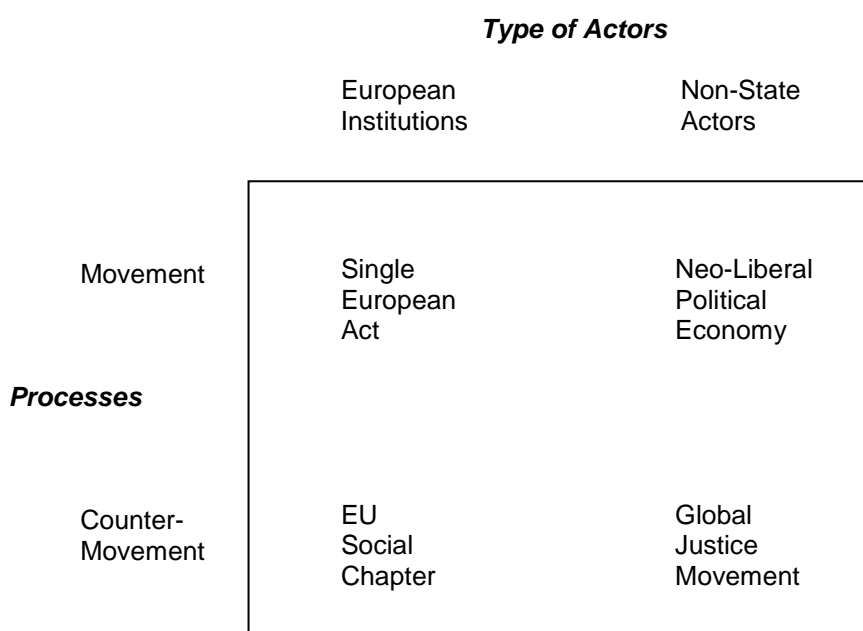 Type of Actors
European
Institutions
Non-State
Actors
Movement
Single
European
Act
Neo-Liberal
Political
Economy
Processes
Counter-
Movement
EU
Social
Chapter
Global
Justice
Movement